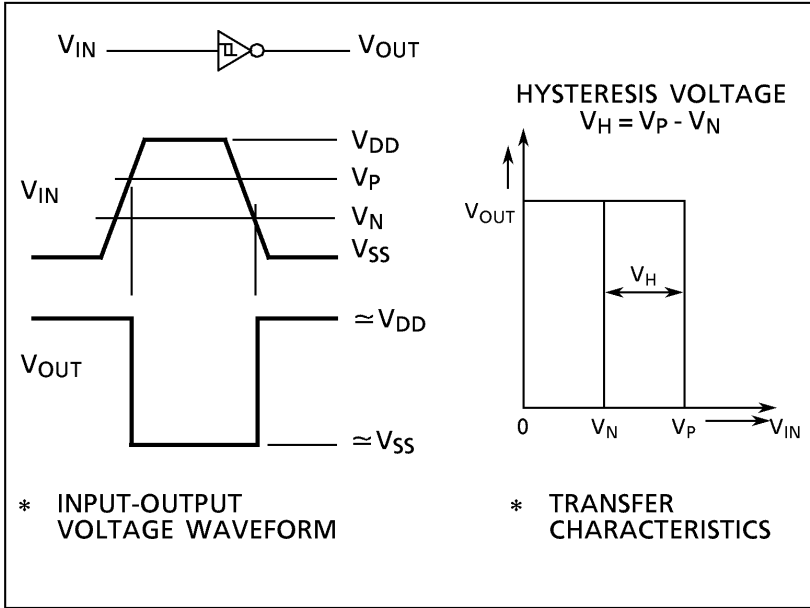 VIN
VOUT
VDD
VP
VIN
VN
VSS
≃VDD
VOUT
≃VSS
* INPUT-OUTPUT
VOLTAGE WAVEFORM
HYSTERESIS VOLTAGE
VH = VP - VN
VOUT
VH
0
VN
VP
VIN
* TRANSFER
CHARACTERISTICS